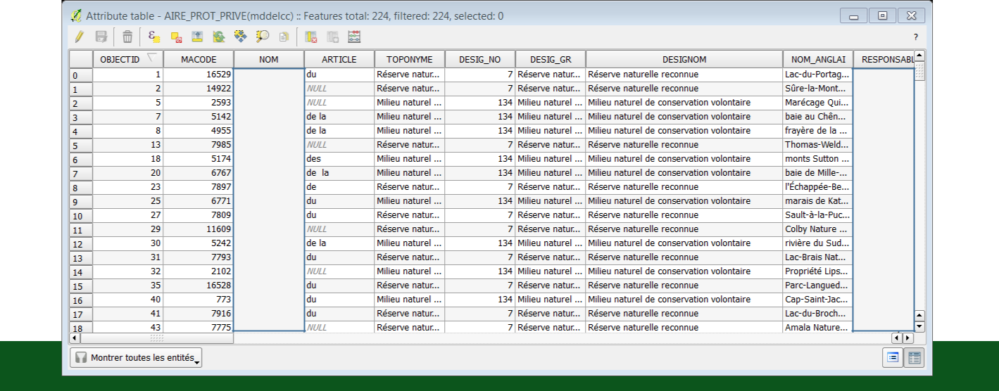 Attribute table - AIRE_PROT_PRIVE(mddelcc) :: Features total: 224, filtered: 224, selected: 0
?
OBJECTID MACODE NOM ARTICLE TOPONYME DESIG_NO DESIG_GR DESIGNOM NOM_ANGLAI RESPONSABL
0 1 16529 du Réserve natur... 7 Réserve natur... Réserve naturelle reconnue Lac-du-Portag...
1 2 14922 NULL Réserve natur... 7 Réserve natur... Réserve naturelle reconnue Sûre-la-Mont...
2 5 2593 NULL Milieu naturel ... 134 Milieu naturel ... Milieu naturel de conservation volontaire Marécage Qui...
3 7 5142 de la Milieu naturel ... 134 Milieu naturel ... Milieu naturel de conservation volontaire baie au Chên...
4 8 4955 de la Milieu naturel ... 134 Milieu naturel ... Milieu naturel de conservation volontaire frayère de la ...
5 13 7985 NULL Réserve natur... 7 Réserve natur... Réserve naturelle reconnue Thomas-Weld...
6 18 5174 des Milieu naturel ... 134 Milieu naturel ... Milieu naturel de conservation volontaire monts Sutton ...
7 20 6767 de  la Milieu naturel ... 134 Milieu naturel ... Milieu naturel de conservation volontaire baie de Mille-...
8 23 7897 de Réserve natur... 7 Réserve natur... Réserve naturelle reconnue l'Échappée-Be...
9 25 6771 du Milieu naturel ... 134 Milieu naturel ... Milieu naturel de conservation volontaire marais de Kat...
10 27 7809 du Réserve natur... 7 Réserve natur... Réserve naturelle reconnue Sault-à-la-Puc...
11 29 11609 NULL Réserve natur... 7 Réserve natur... Réserve naturelle reconnue Colby Nature ...
12 30 5242 de la Milieu naturel ... 134 Milieu naturel ... Milieu naturel de conservation volontaire rivière du Sud...
13 31 7793 du Réserve natur... 7 Réserve natur... Réserve naturelle reconnue Lac-Brais Nat...
14 32 2102 NULL Milieu naturel ... 134 Milieu naturel ... Milieu naturel de conservation volontaire Propriété Lips...
15 35 16528 du Réserve natur... 7 Réserve natur... Réserve naturelle reconnue Parc-Langued...
16 40 773 du Milieu naturel ... 134 Milieu naturel ... Milieu naturel de conservation volontaire Cap-Saint-Jac...
17 41 7916 du Réserve natur... 7 Réserve natur... Réserve naturelle reconnue Lac-du-Broch...
18 43 7775 NULL Réserve natur... 7 Réserve natur... Réserve naturelle reconnue Amala Nature...
Montrer toutes les entités